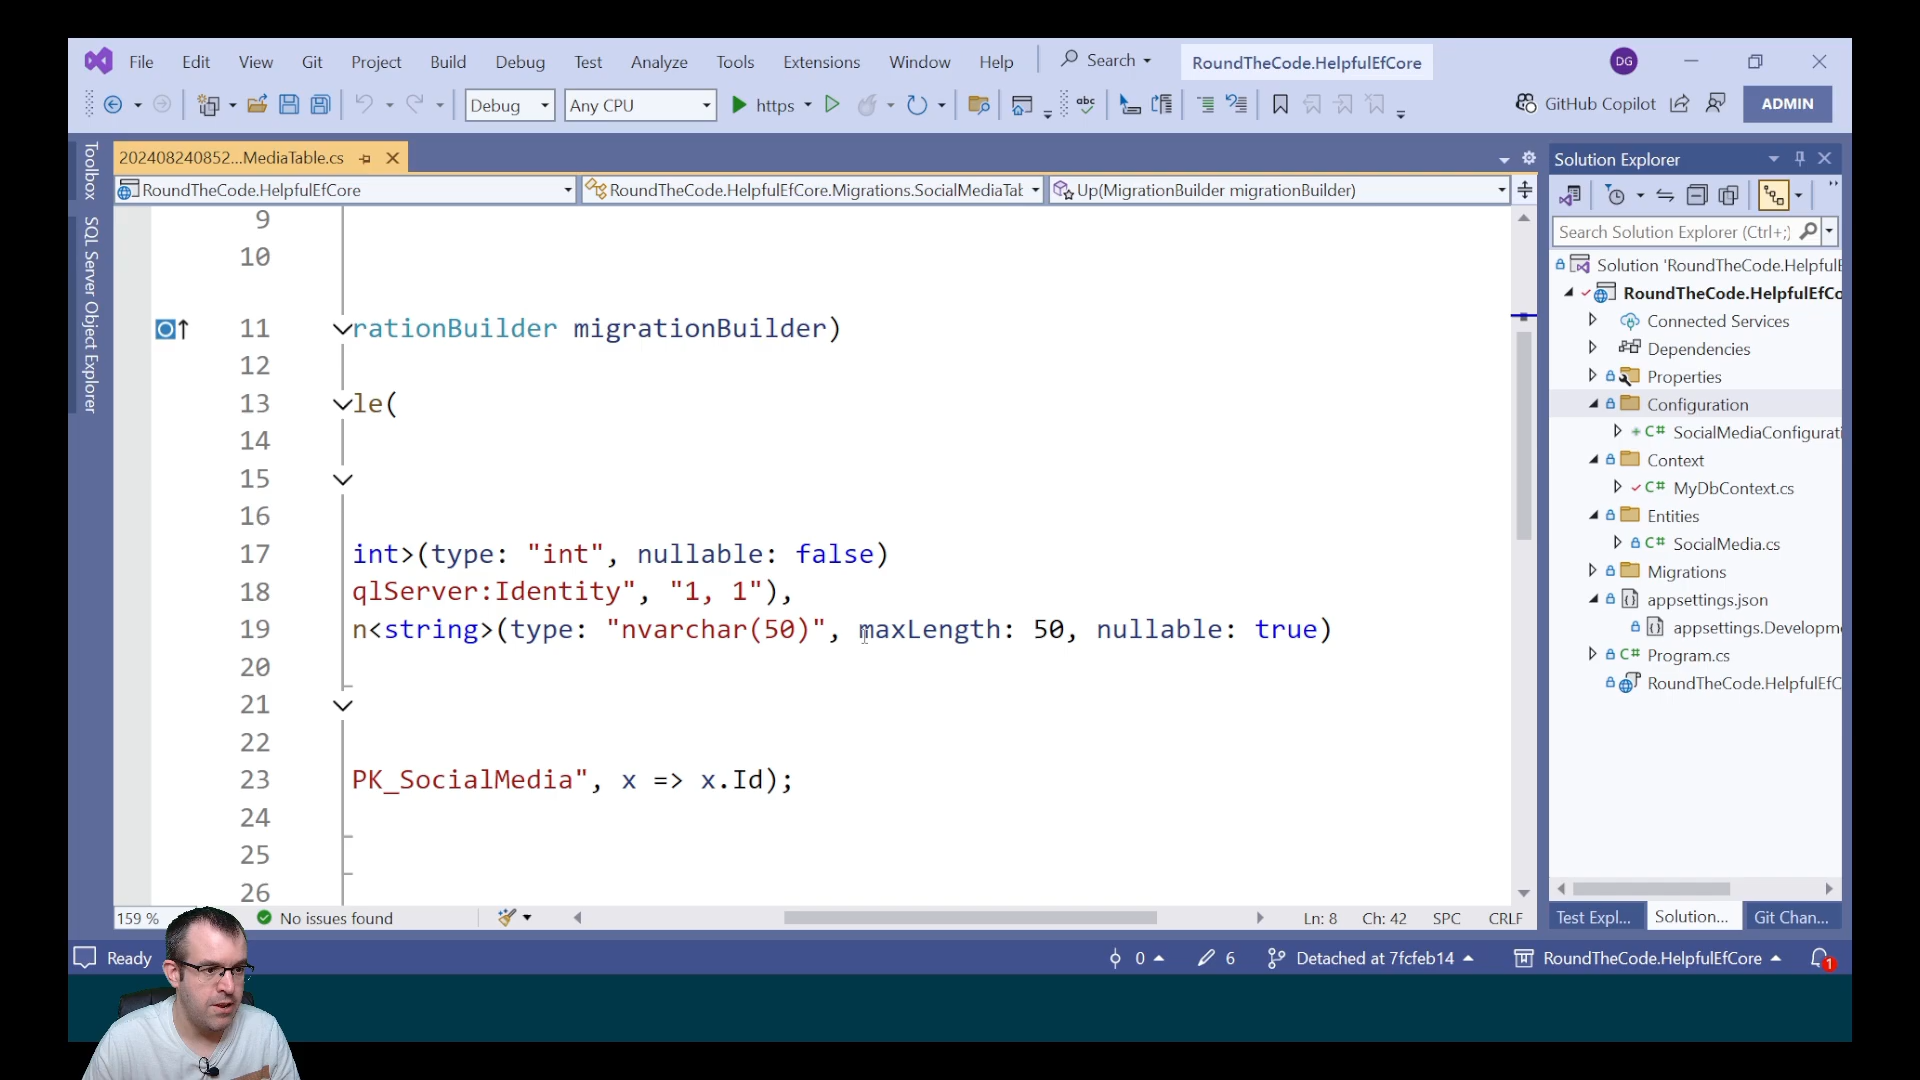 File Edit View Git Project Build Debug Test Analyze Tools Extensions Window Help Search RoundTheCode.HelpfulEfCore DG
Debug Any CPU https abc GitHub Copilot ADMIN
Toolbox
SQL Server Object Explorer
202408240852...MediaTable.cs
RoundTheCode.HelpfulEfCore RoundTheCode.HelpfulEfCore.Migrations.SocialMediaTal Up(MigrationBuilder migrationBuilder)
9
10
11 rationBuilder migrationBuilder)
12
13 le(
14
15
16
17 int>(type: "int", nullable: false)
18 qlServer:Identity", "1, 1"),
19 n<string>(type: "nvarchar(50)", maxLength: 50, nullable: true)
20
21
22
23 PK_SocialMedia", x => x.Id);
24
25
26
159 % No issues found Ln: 8 Ch: 42 SPC CRLF
Solution Explorer
Search Solution Explorer (Ctrl+;)
Solution 'RoundTheCode.HelpfulE
RoundTheCode.HelpfulEfCo
Connected Services
Dependencies
Properties
Configuration
C# SocialMediaConfigurati
Context
C# MyDbContext.cs
Entities
C# SocialMedia.cs
Migrations
appsettings.json
appsettings.Developme
C# Program.cs
RoundTheCode.HelpfulEfC
Test Expl... Solution... Git Chan...
Ready 0 6 Detached at 7fcfeb14 RoundTheCode.HelpfulEfCore 1